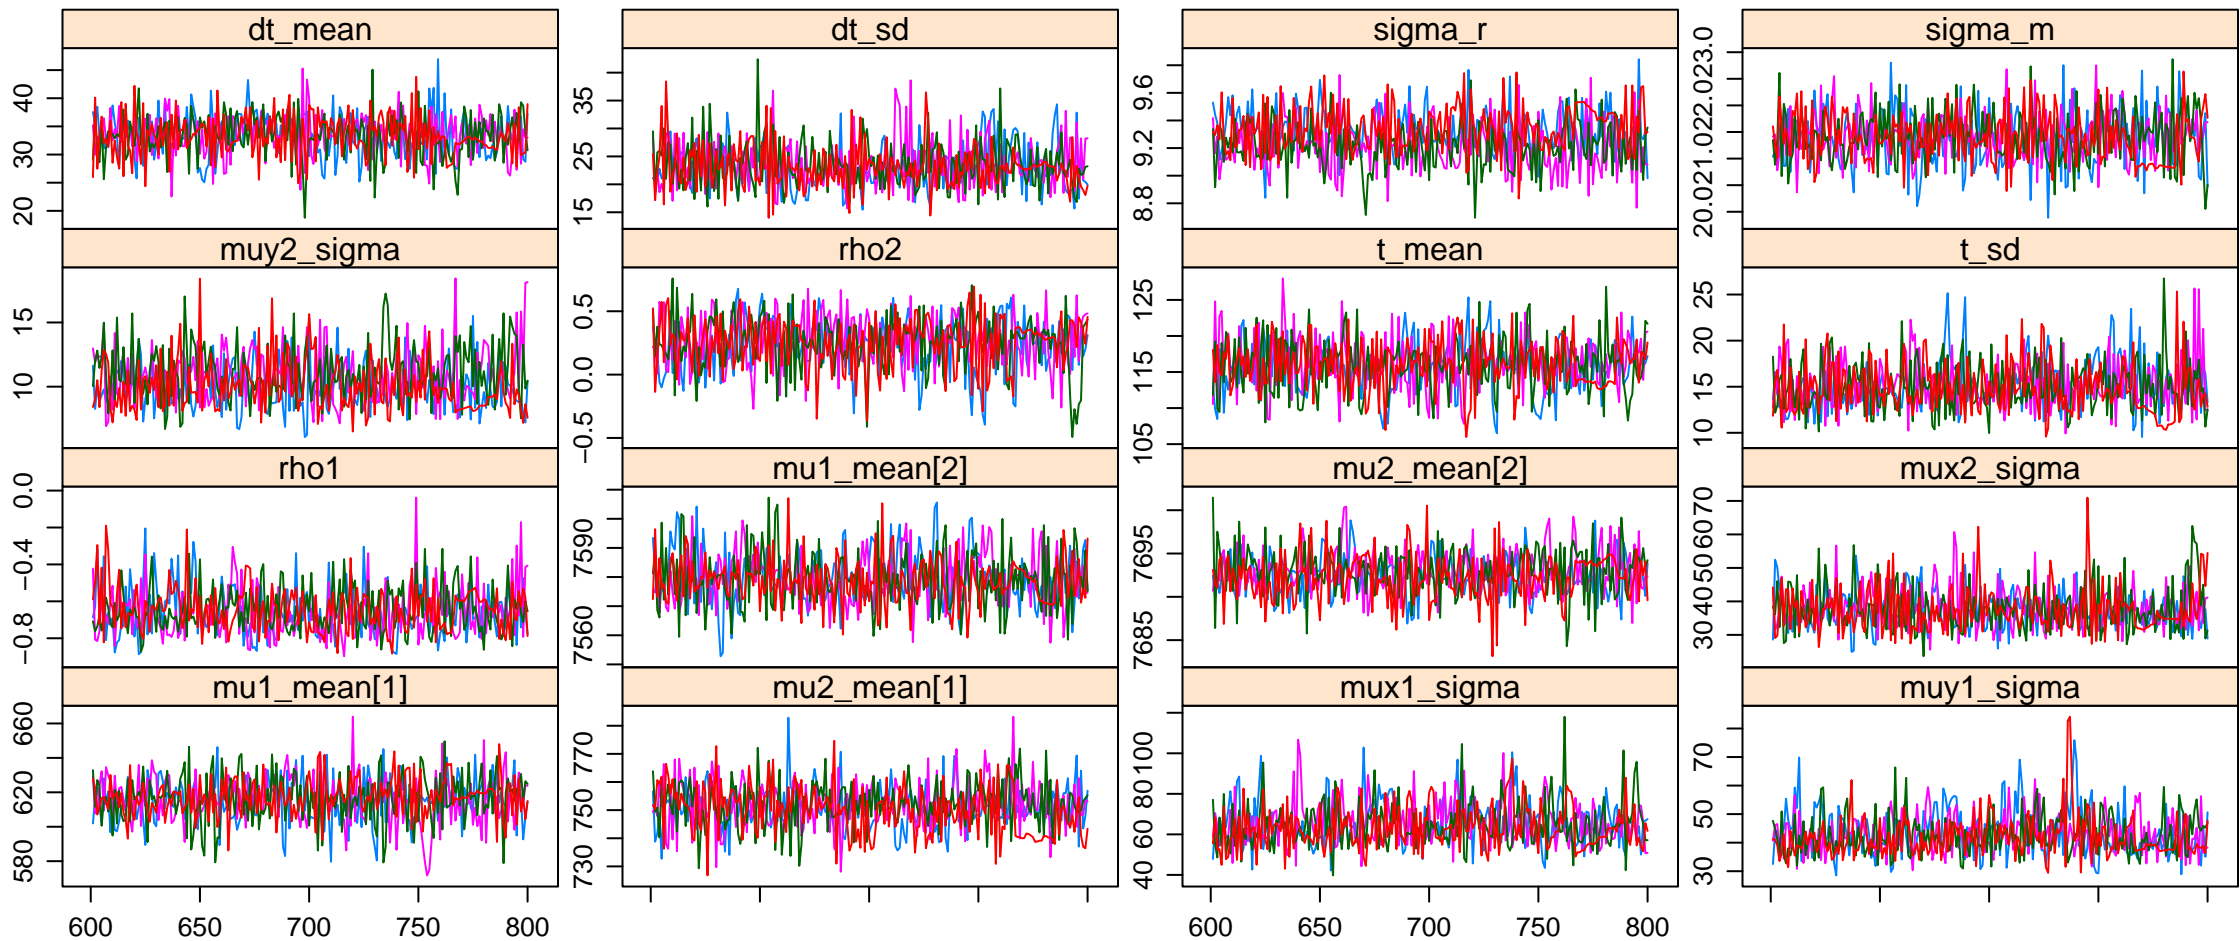 dt_mean dt_sd sigma_r sigma_m
20 30 40
15 25 35
8.8 9.2 9.6
20.021.022.023.0
muy2_sigma rho2 t_mean t_sd
10 15
−0.5 0.0 0.5
105 115 125
10 15 20 25
rho1 mu1_mean[2] mu2_mean[2] mux2_sigma
−0.8 −0.4 0.0
7560 7590
7685 7695
30 40 50 60 70
mu1_mean[1] mu2_mean[1] mux1_sigma muy1_sigma
580 620 660
730 750 770
40 60 80 100
30 50 70
600 650 700 750 800 600 650 700 750 800